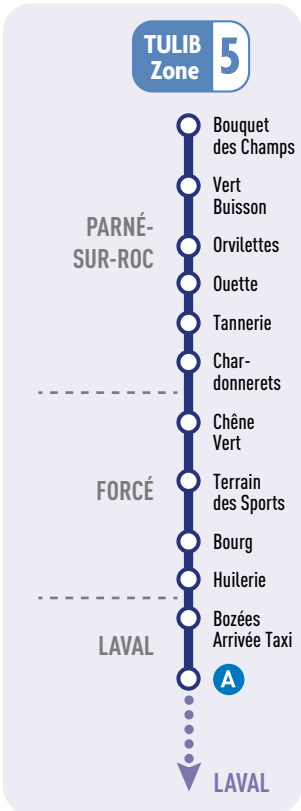 TULIB
Zone 5
Bouquet
des Champs
Vert
Buisson
PARNÉ-
SUR-ROC
Orvilettes
Ouette
Tannerie
Char-
donnerets
Chêne
Vert
FORCÉ
Terrain
des Sports
Bourg
Huilerie
LAVAL
Bozées
Arrivée Taxi
A
LAVAL